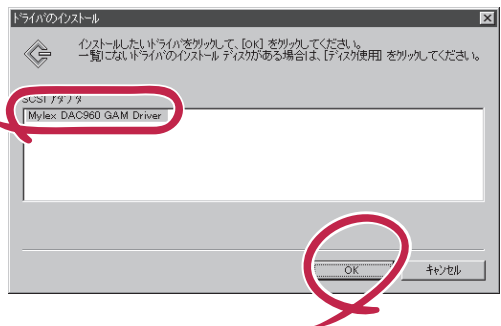 ドライバのインストール
インストールしたいドライバをクリックして、[OK] をクリックしてください。
一覧にないドライバのインストール ディスクがある場合は、[ディスク使用] をクリックしてください。
SCSI アダプタ
Mylex DAC960 GAM Driver
OK
キャンセル